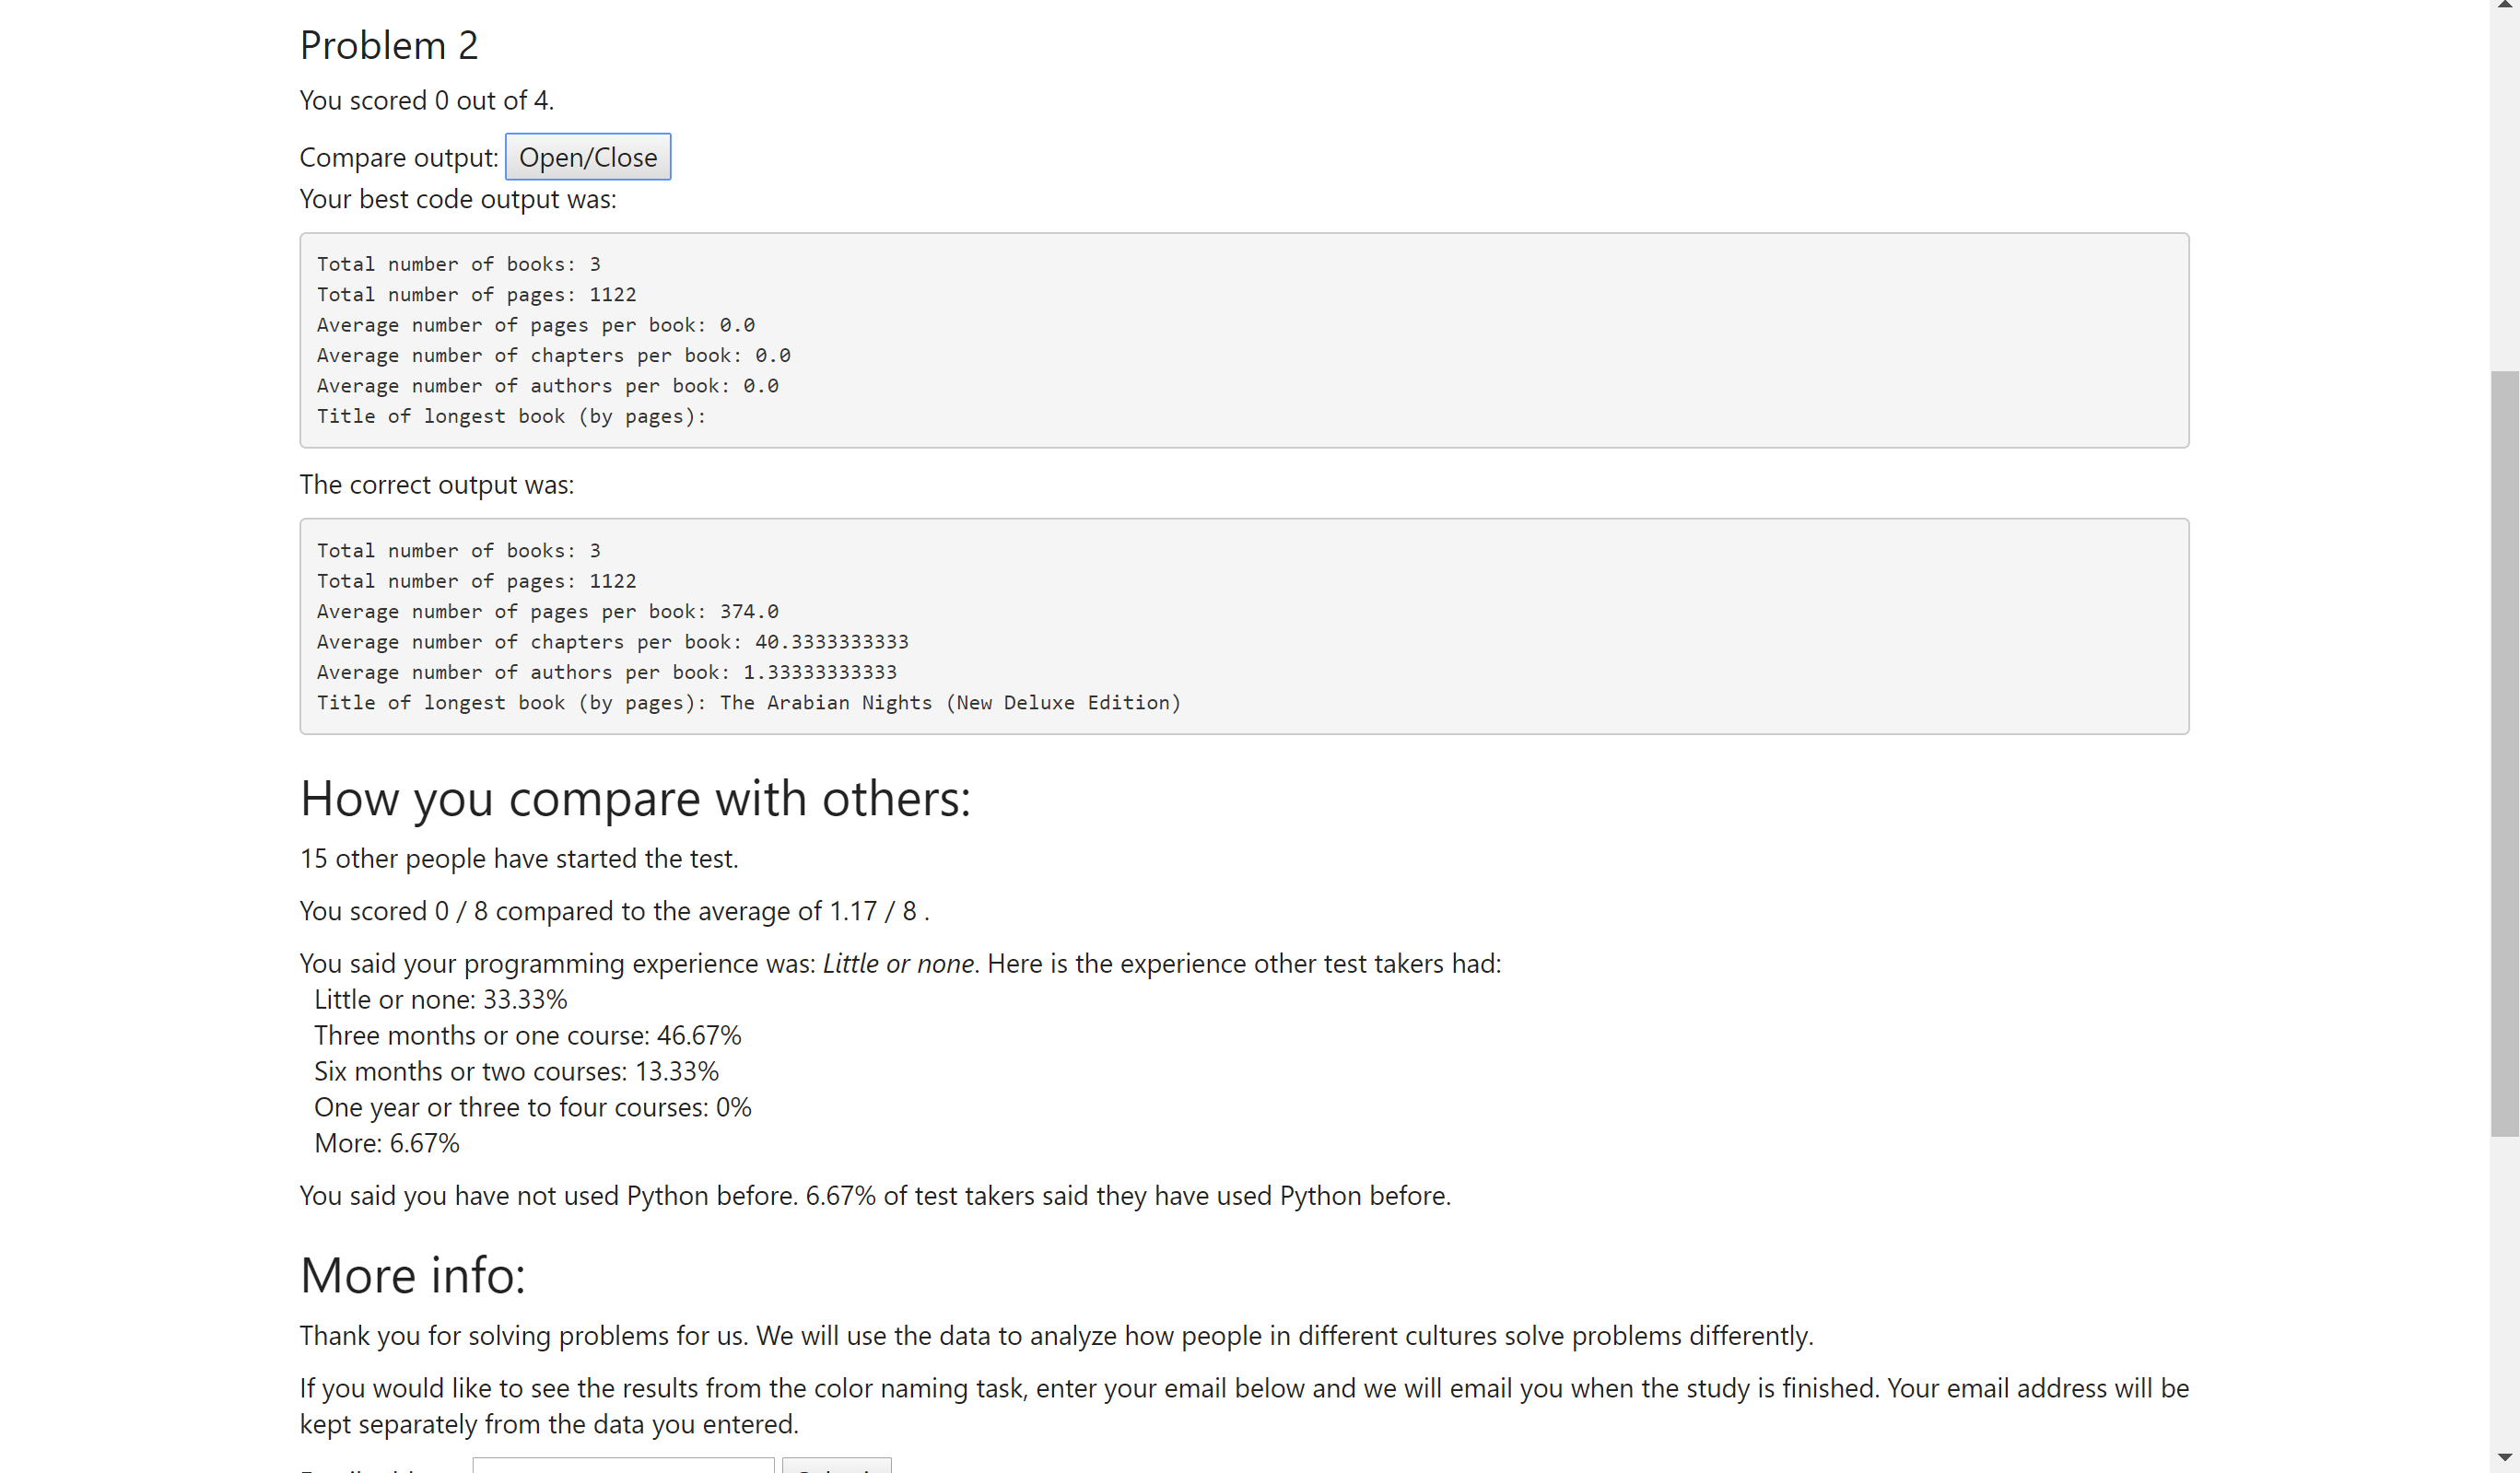 Problem 2
You scored 0 out of 4.
Compare output: Open/Close
Your best code output was:
Total number of books: 3
Total number of pages: 1122
Average number of pages per book: 0.0
Average number of chapters per book: 0.0
Average number of authors per book: 0.0
Title of longest book (by pages):
The correct output was:
Total number of books: 3
Total number of pages: 1122
Average number of pages per book: 374.0
Average number of chapters per book: 40.3333333333
Average number of authors per book: 1.33333333333
Title of longest book (by pages): The Arabian Nights (New Deluxe Edition)
How you compare with others:
15 other people have started the test.
You scored 0 / 8 compared to the average of 1.17 / 8 .
You said your programming experience was: Little or none. Here is the experience other test takers had:
Little or none: 33.33%
Three months or one course: 46.67%
Six months or two courses: 13.33%
One year or three to four courses: 0%
More: 6.67%
You said you have not used Python before. 6.67% of test takers said they have used Python before.
More info:
Thank you for solving problems for us. We will use the data to analyze how people in different cultures solve problems differently.
If you would like to see the results from the color naming task, enter your email below and we will email you when the study is finished. Your email address will be
kept separately from the data you entered.